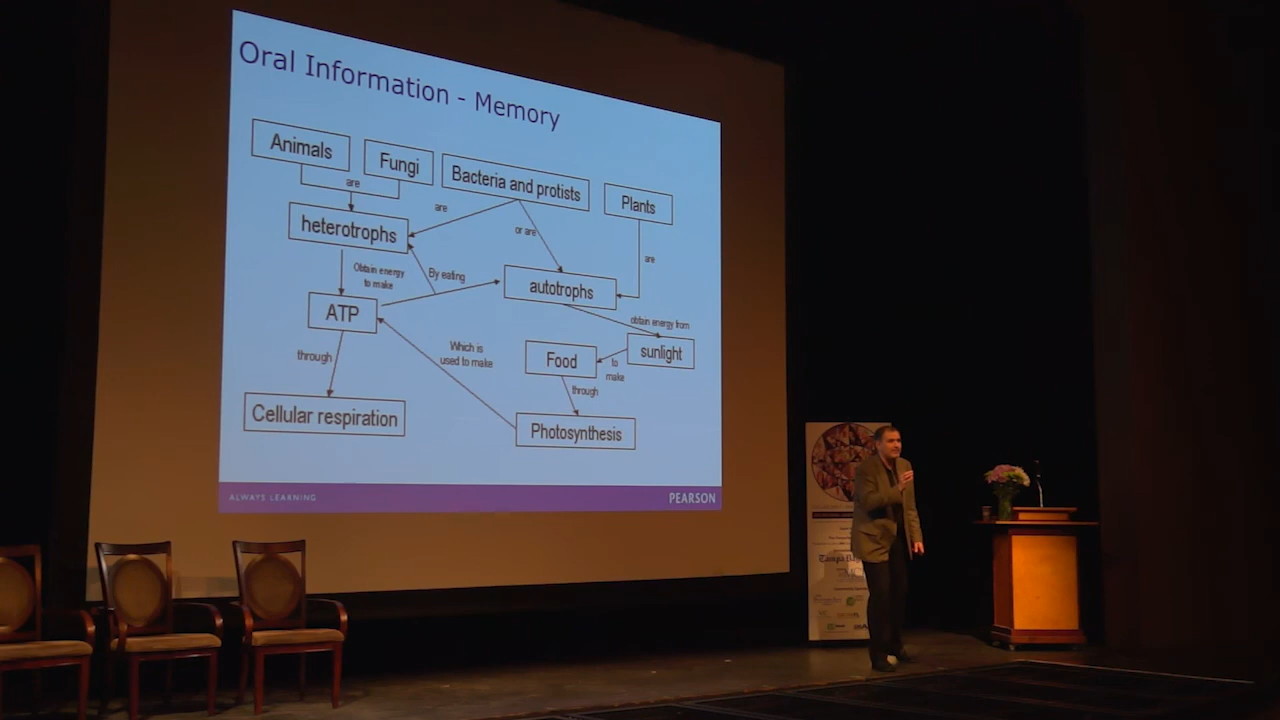 Oral Information - Memory
Animals
Fungi
Bacteria and protists
Plants
are
are
or are
are
heterotrophs
Obtain energy
to make
By eating
autotrophs
obtain energy from
ATP
Which is
used to make
Food
to
make
sunlight
through
through
Cellular respiration
Photosynthesis
ALWAYS LEARNING
PEARSON